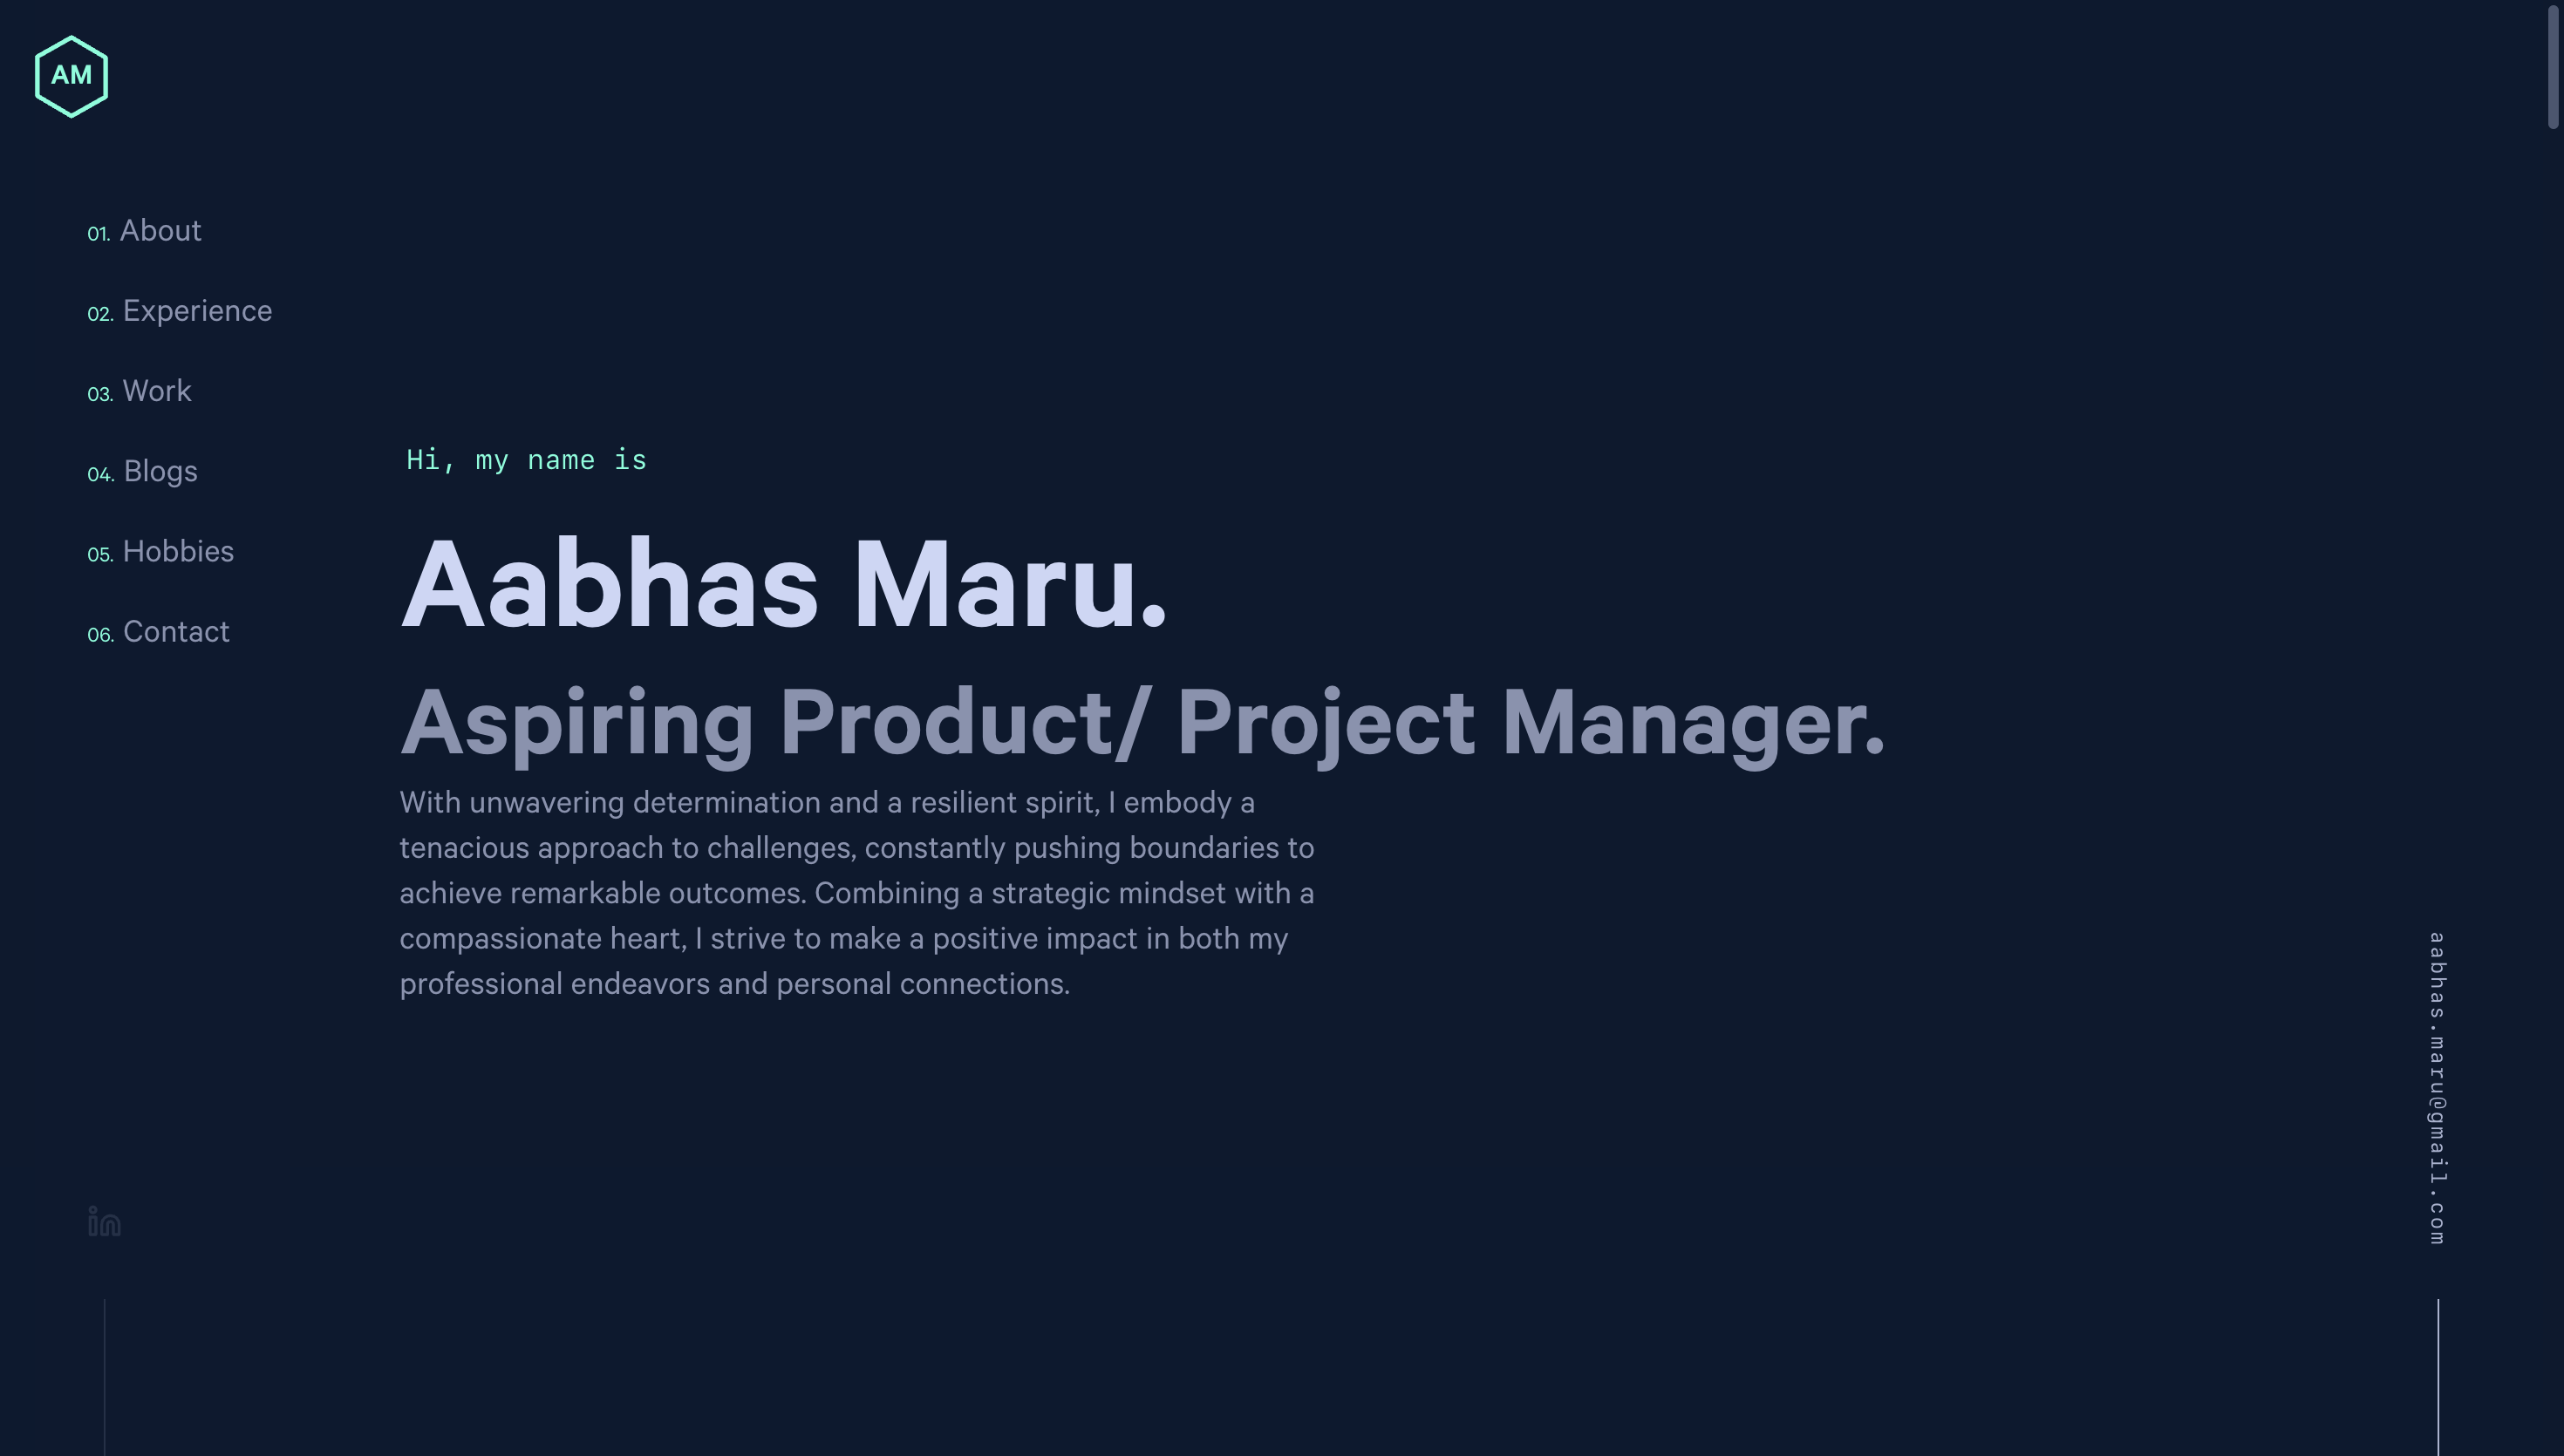 AM
01. About
02. Experience
03. Work
04. Blogs
05. Hobbies
06. Contact
Hi, my name is
Aabhas Maru.
Aspiring Product/ Project Manager.
With unwavering determination and a resilient spirit, I embody a
tenacious approach to challenges, constantly pushing boundaries to
achieve remarkable outcomes. Combining a strategic mindset with a
compassionate heart, I strive to make a positive impact in both my
professional endeavors and personal connections.
in
aabhas.maru@gmail.com